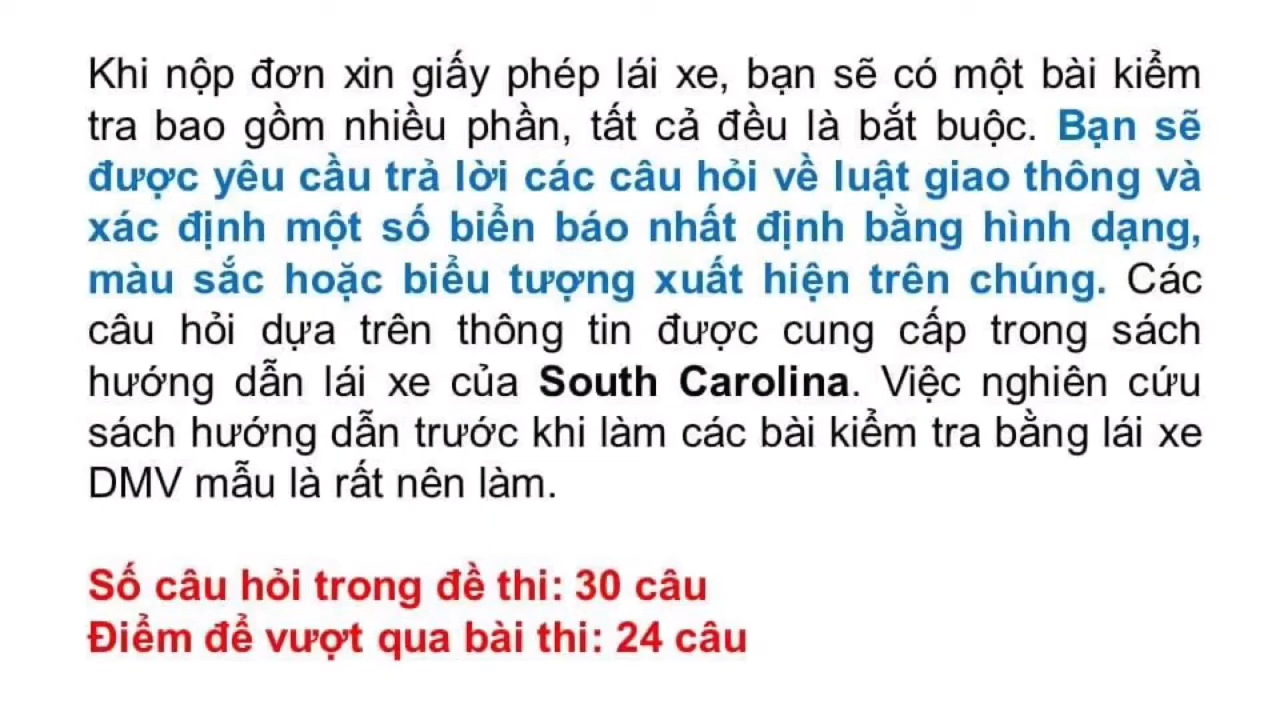 Khi nộp đơn xin giấy phép lái xe, bạn sẽ có một bài kiểm
tra bao gồm nhiều phần, tất cả đều là bắt buộc. Bạn sẽ
được yêu cầu trả lời các câu hỏi về luật giao thông và
xác định một số biển báo nhất định bằng hình dạng,
màu sắc hoặc biểu tượng xuất hiện trên chúng. Các
câu hỏi dựa trên thông tin được cung cấp trong sách
hướng dẫn lái xe của South Carolina. Việc nghiên cứu
sách hướng dẫn trước khi làm các bài kiểm tra bằng lái xe
DMV mẫu là rất nên làm.
Số câu hỏi trong đề thi: 30 câu
Điểm để vượt qua bài thi: 24 câu